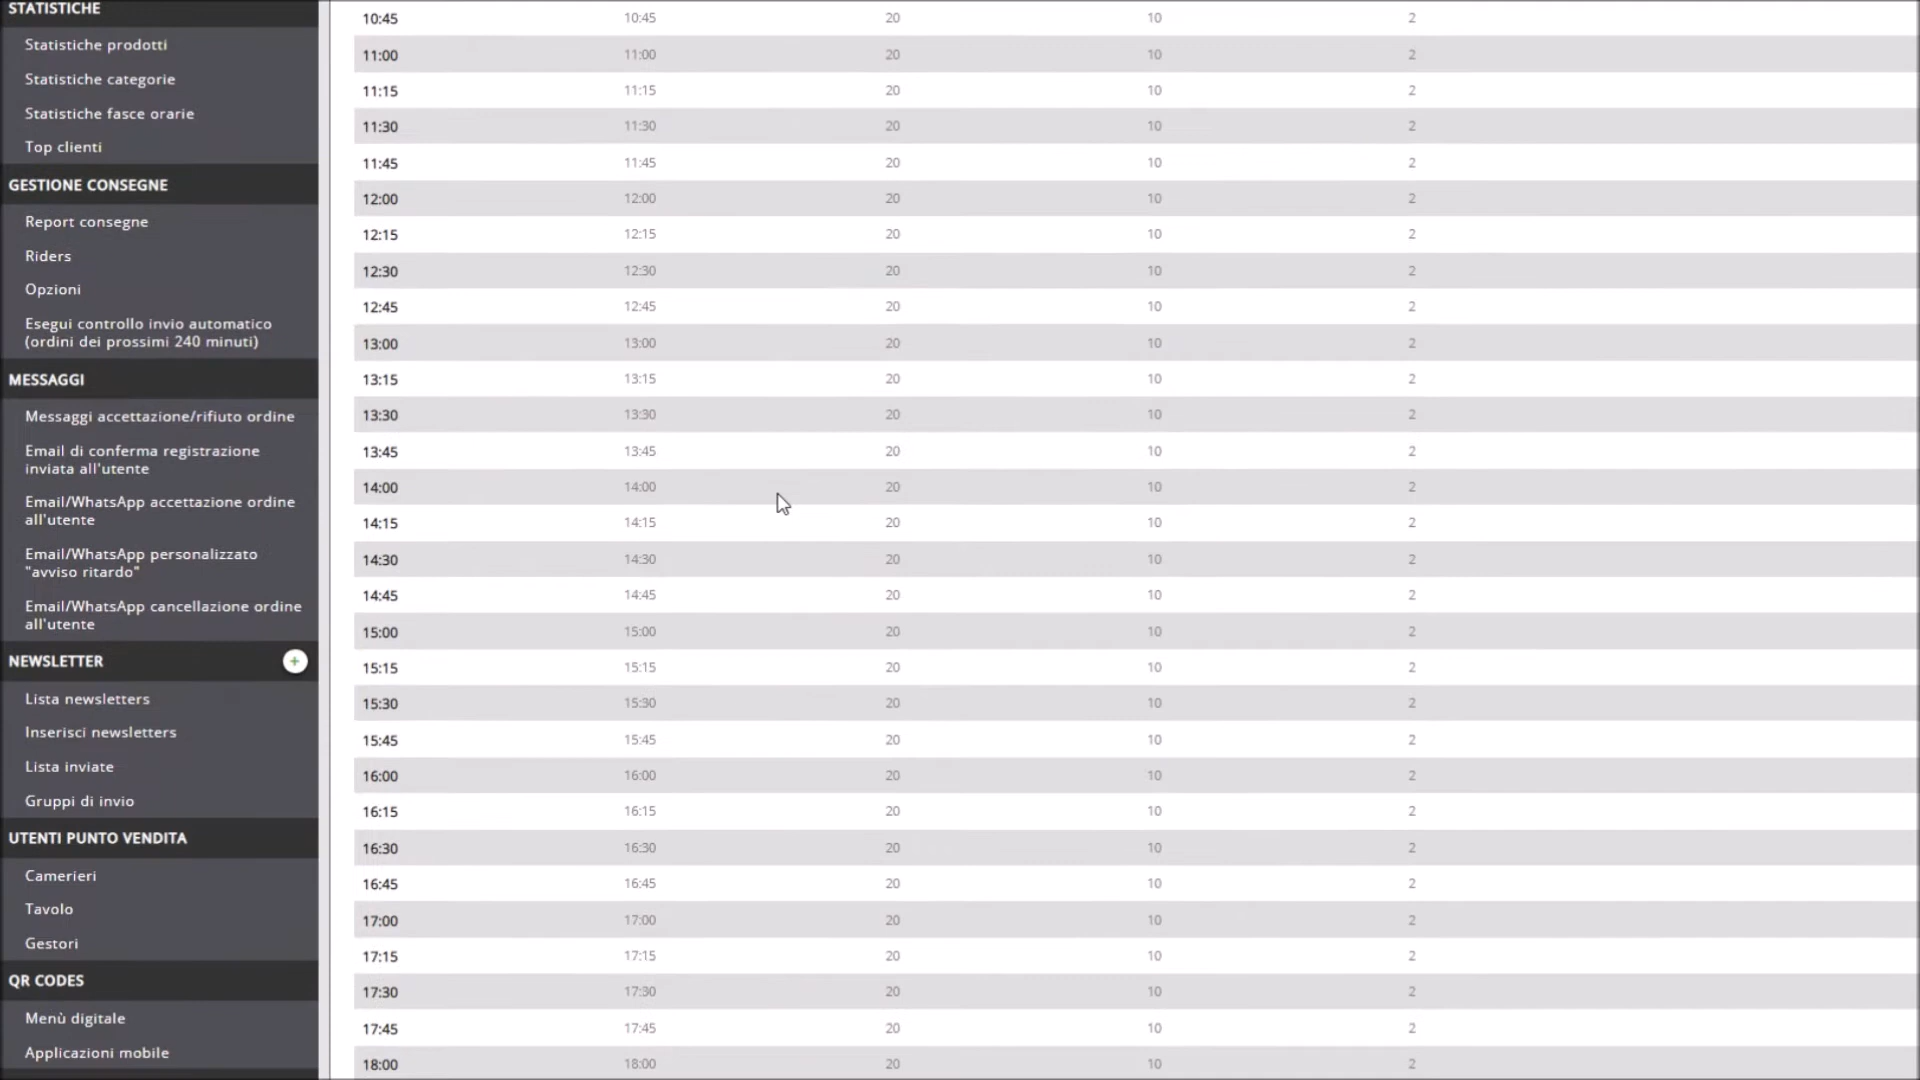 STATISTICHE
Statistiche prodotti
Statistiche categorie
Statistiche fasce orarie
Top clienti
GESTIONE CONSEGNE
Report consegne
Riders
Opzioni
Esegui controllo invio automatico
(ordini dei prossimi 240 minuti)
MESSAGGI
Messaggi accettazione/rifiuto ordine
Email di conferma registrazione
inviata all'utente
Email/WhatsApp accettazione ordine
all'utente
Email/WhatsApp personalizzato
"avviso ritardo"
Email/WhatsApp cancellazione ordine
all'utente
NEWSLETTER +
Lista newsletters
Inserisci newsletters
Lista inviate
Gruppi di invio
UTENTI PUNTO VENDITA
Camerieri
Tavolo
Gestori
QR CODES
Menù digitale
Applicazioni mobile
10:45 10:45 20 10 2
11:00 11:00 20 10 2
11:15 11:15 20 10 2
11:30 11:30 20 10 2
11:45 11:45 20 10 2
12:00 12:00 20 10 2
12:15 12:15 20 10 2
12:30 12:30 20 10 2
12:45 12:45 20 10 2
13:00 13:00 20 10 2
13:15 13:15 20 10 2
13:30 13:30 20 10 2
13:45 13:45 20 10 2
14:00 14:00 20 10 2
14:15 14:15 20 10 2
14:30 14:30 20 10 2
14:45 14:45 20 10 2
15:00 15:00 20 10 2
15:15 15:15 20 10 2
15:30 15:30 20 10 2
15:45 15:45 20 10 2
16:00 16:00 20 10 2
16:15 16:15 20 10 2
16:30 16:30 20 10 2
16:45 16:45 20 10 2
17:00 17:00 20 10 2
17:15 17:15 20 10 2
17:30 17:30 20 10 2
17:45 17:45 20 10 2
18:00 18:00 20 10 2